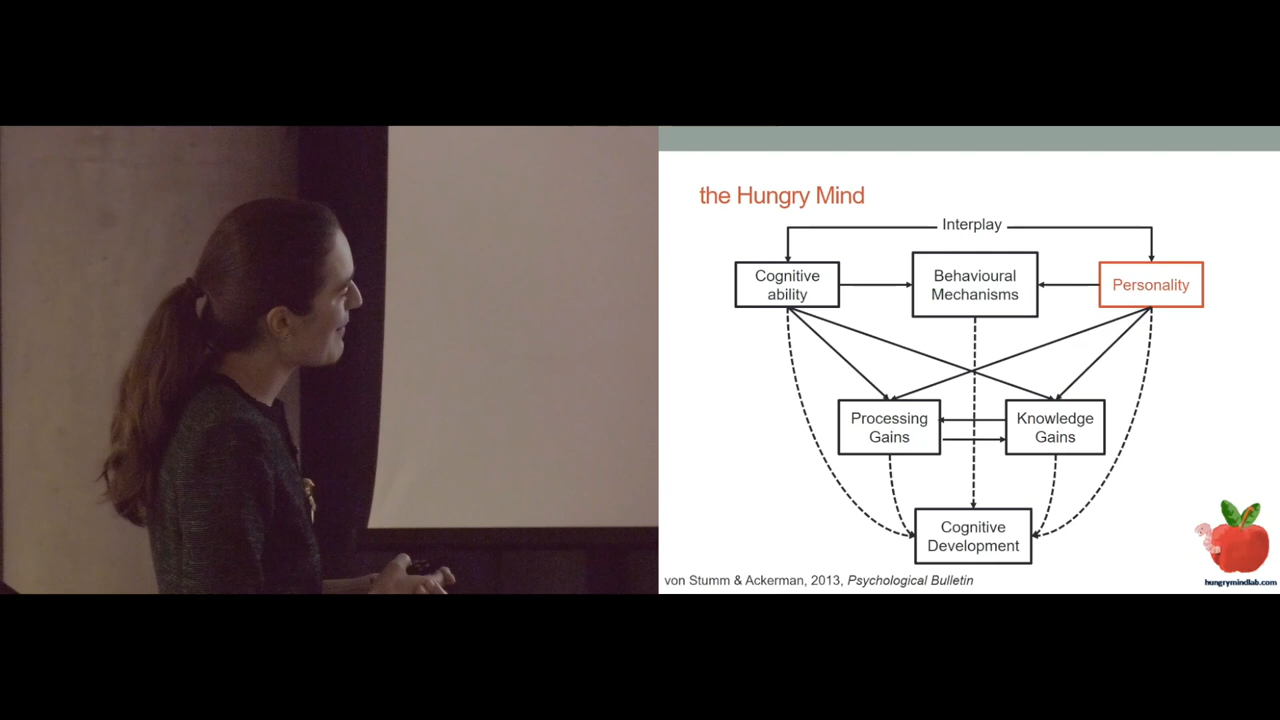 the Hungry Mind
Interplay
Cognitive
ability
Behavioural
Mechanisms
Personality
Processing
Gains
Knowledge
Gains
Cognitive
Development
von Stumm & Ackerman, 2013, Psychological Bulletin
hungrymindlab.com